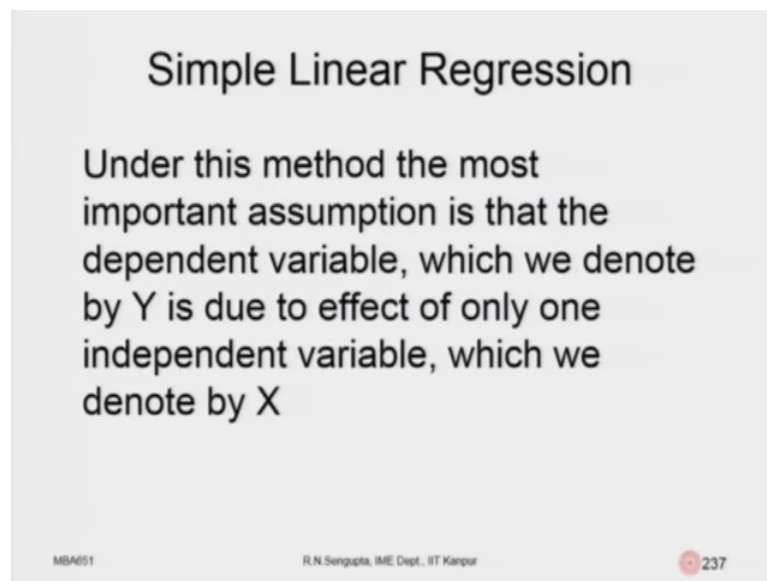 Simple Linear Regression
Under this method the most
important assumption is that the
dependent variable, which we denote
by Y is due to effect of only one
independent variable, which we
denote by X
MBA651
R.N.Sengupta, IME Dept., IIT Kanpur
237